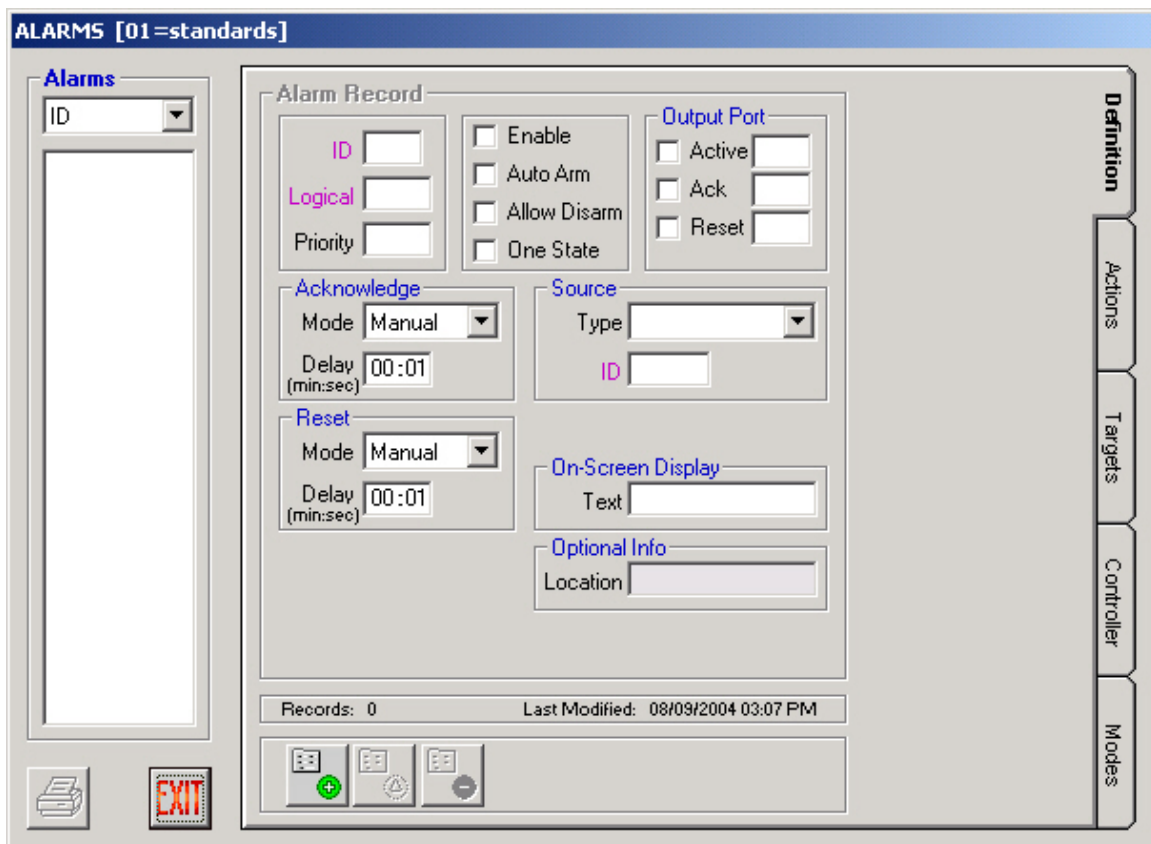 ALARMS [01=standards]
Alarms
ID
Alarm Record
ID
Logical
Priority
Enable
Auto Arm
Allow Disarm
One State
Output Port
Active
Ack
Reset
Acknowledge
Mode Manual
Delay 00:01
(min:sec)
Source
Type
ID
Reset
Mode Manual
Delay 00:01
(min:sec)
On-Screen Display
Text
Optional Info
Location
Records: 0 Last Modified: 08/09/2004 03:07 PM
EXIT
Definition
Actions
Targets
Controller
Modes